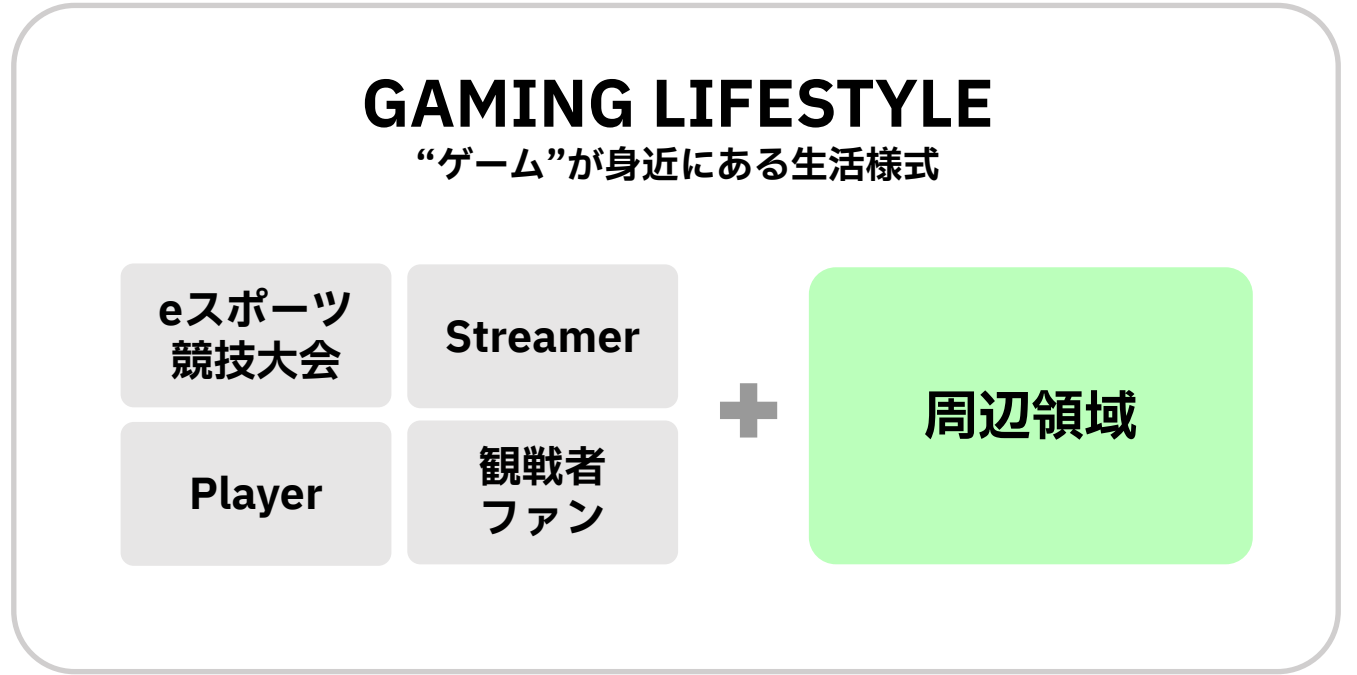 GAMING LIFESTYLE
“ゲーム”が身近にある生活様式
eスポーツ
競技大会
Streamer
Player
観戦者
ファン
周辺領域